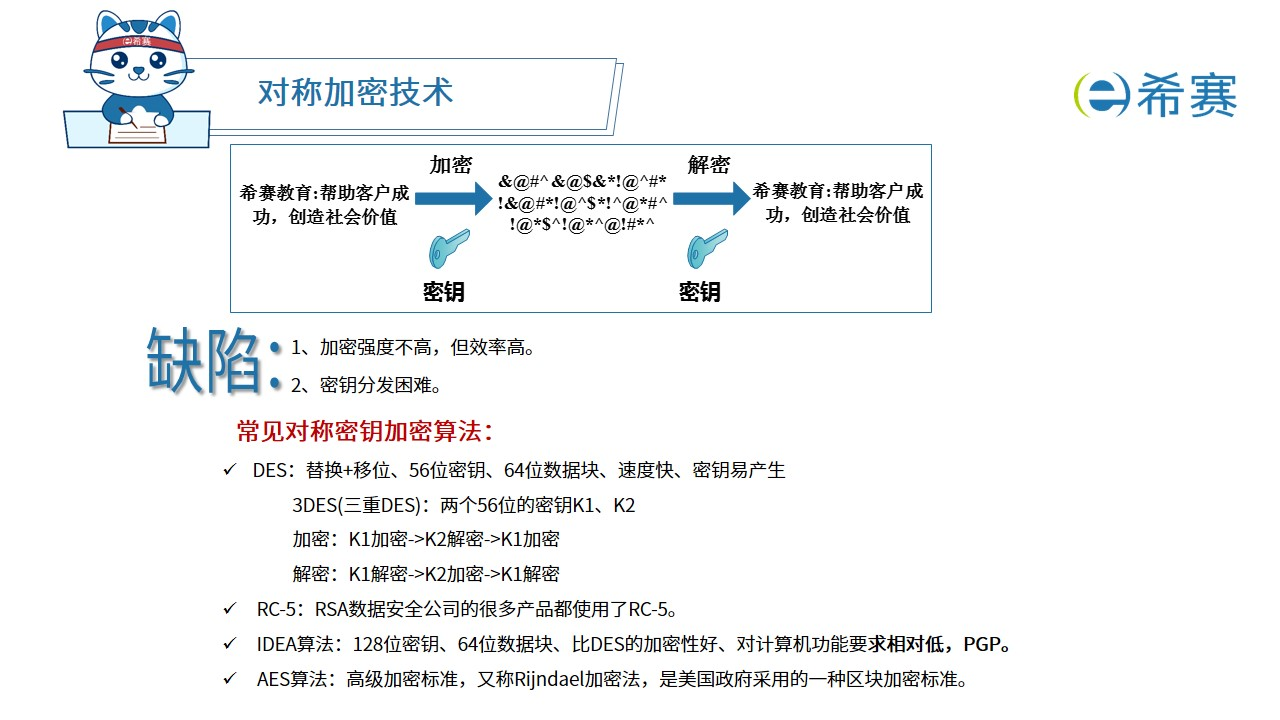 希赛
对称加密技术
希赛
加密
解密
希赛教育:帮助客户成
功，创造社会价值
&@#^&@$&*!@^#*
!&@#*!@^$*!^@*#^
!@*$^!@*^@!#*^
希赛教育:帮助客户成
功，创造社会价值
密钥
密钥
缺陷：
1、加密强度不高，但效率高。
2、密钥分发困难。
常见对称密钥加密算法：
✓ DES：替换+移位、56位密钥、64位数据块、速度快、密钥易产生
3DES(三重DES)：两个56位的密钥K1、K2
加密：K1加密->K2解密->K1加密
解密：K1解密->K2加密->K1解密
✓ RC-5：RSA数据安全公司的很多产品都使用了RC-5。
✓ IDEA算法：128位密钥、64位数据块、比DES的加密性好、对计算机功能要求相对低，PGP。
✓ AES算法：高级加密标准，又称Rijndael加密法，是美国政府采用的一种区块加密标准。